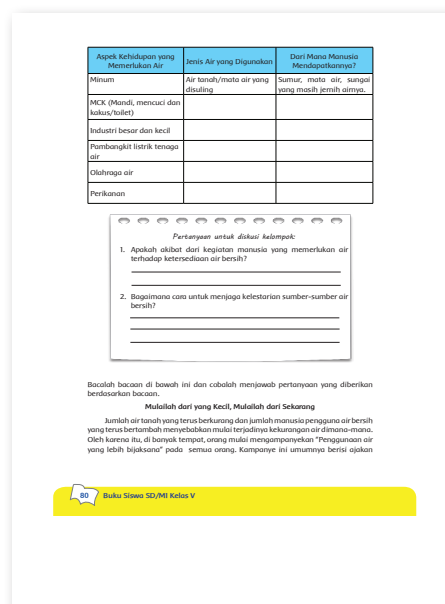 Aspek Kehidupan yang
Memerlukan Air
Jenis Air yang Digunakan
Dari Mana Manusia
Mendapatkannya?
Minum
Air tanah/mata air yang
disuling
Sumur, mata air, sungai
yang masih jernih airnya.
MCK (Mandi, mencuci dan
kakus/toilet)
Industri besar dan kecil
Pambangkit listrik tenaga
air
Olahraga air
Perikanan
Pertanyaan untuk diskusi kelompok:
1. Apakah akibat dari kegiatan manusia yang memerlukan air
terhadap ketersediaan air bersih?
2. Bagaimana cara untuk menjaga kelestarian sumber-sumber air
bersih?
Bacalah bacaan di bawah ini dan cobalah menjawab pertanyaan yang diberikan
berdasarkan bacaan.
Mulailah dari yang Kecil, Mulailah dari Sekarang
Jumlah air tanah yang terus berkurang dan jumlah manusia pengguna air bersih
yang terus bertambah menyebabkan mulai terjadinya kekurangan air dimana-mana.
Oleh karena itu, di banyak tempat, orang mulai mengampanyekan "Penggunaan air
yang lebih bijaksana" pada semua orang. Kampanye ini umumnya berisi ajakan
80 Buku Siswa SD/MI Kelas V